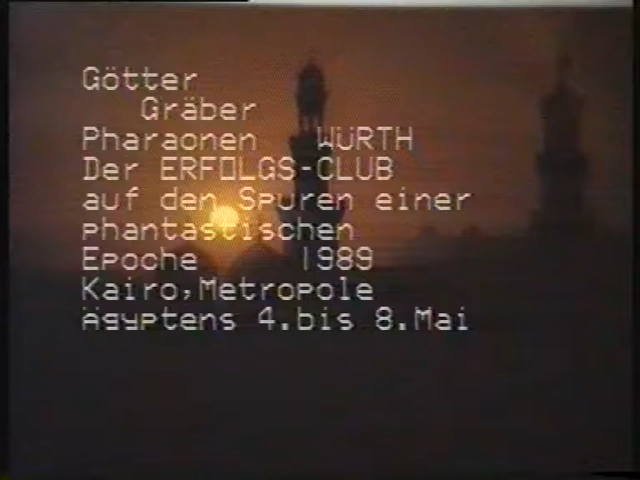 Götter
Gräber
Pharaonen WÜRTH
Der ERFOLGS-CLUB
auf den Spuren einer
phantastischen
Epoche 1989
Kairo,Metropole
Ägyptens 4.bis 8.Mai